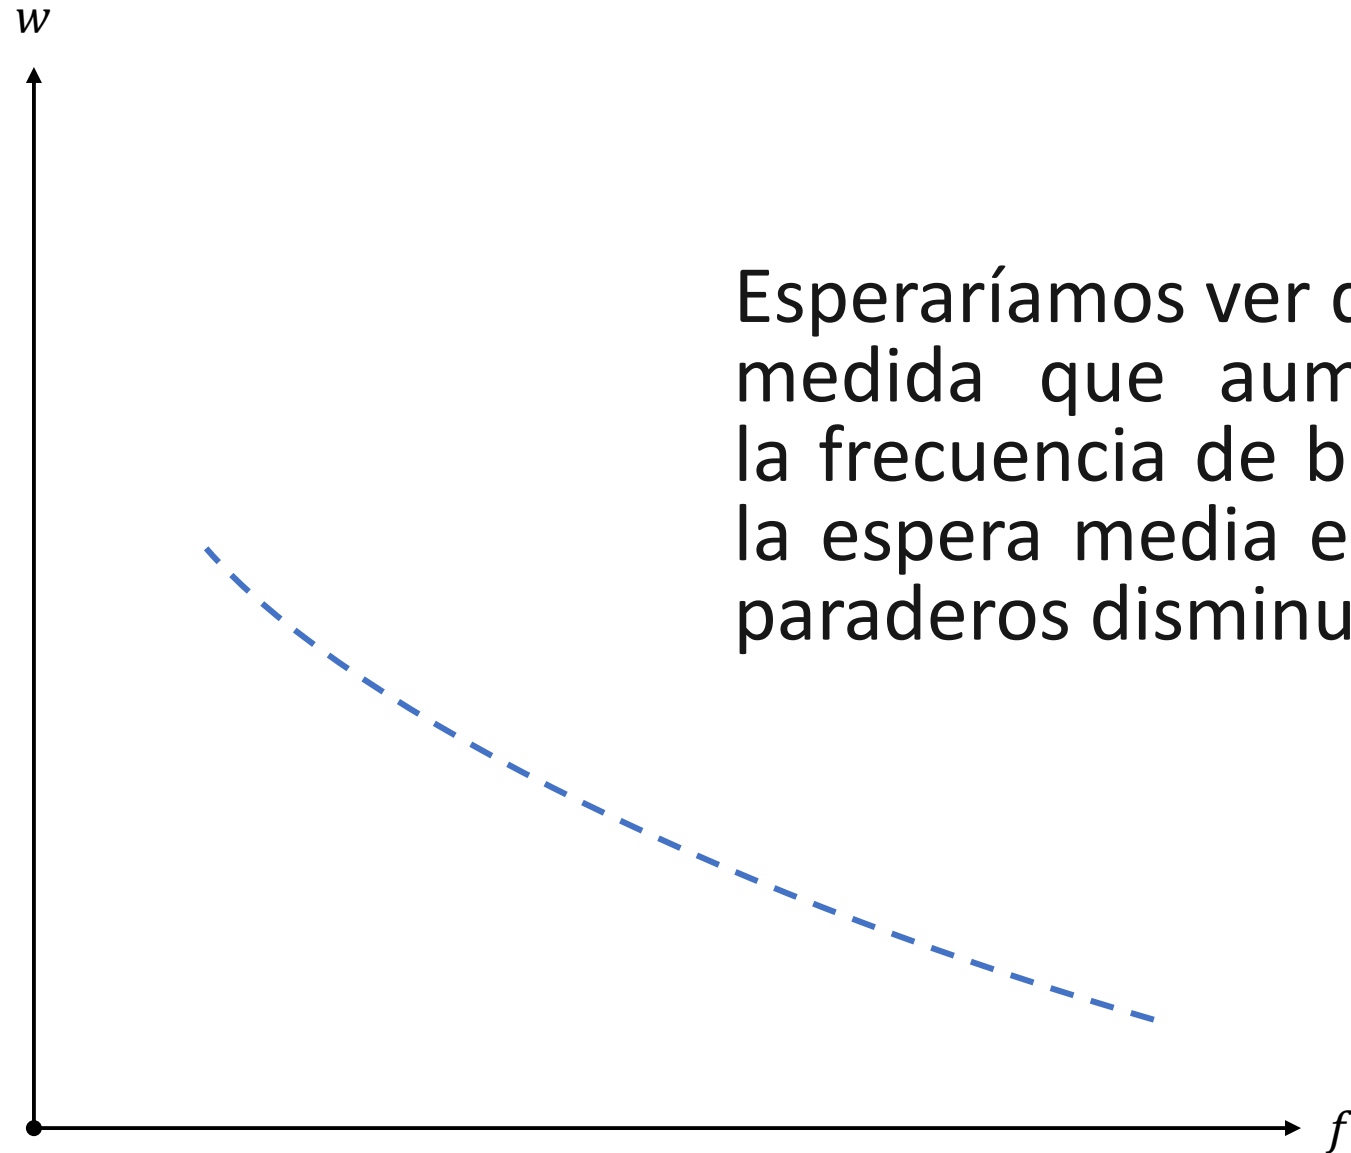 w
Esperaríamos ver
medida que aum
la frecuencia de b
la espera media e
paraderos disminu
f